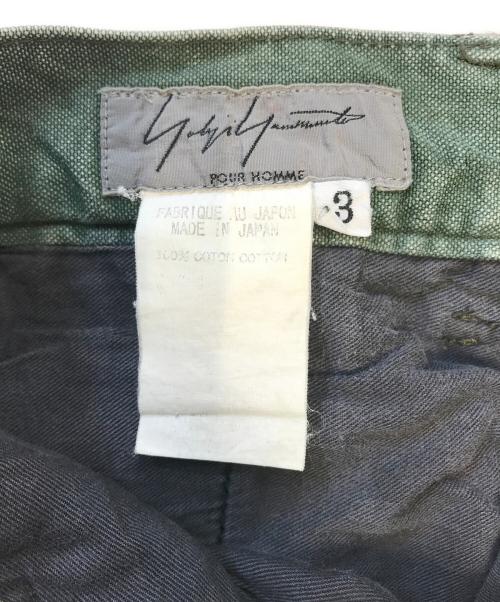 Yohji Yamamoto
POUR HOMME
3
FABRIQUE AU JAPON
MADE IN JAPAN
100% COTON COTTON